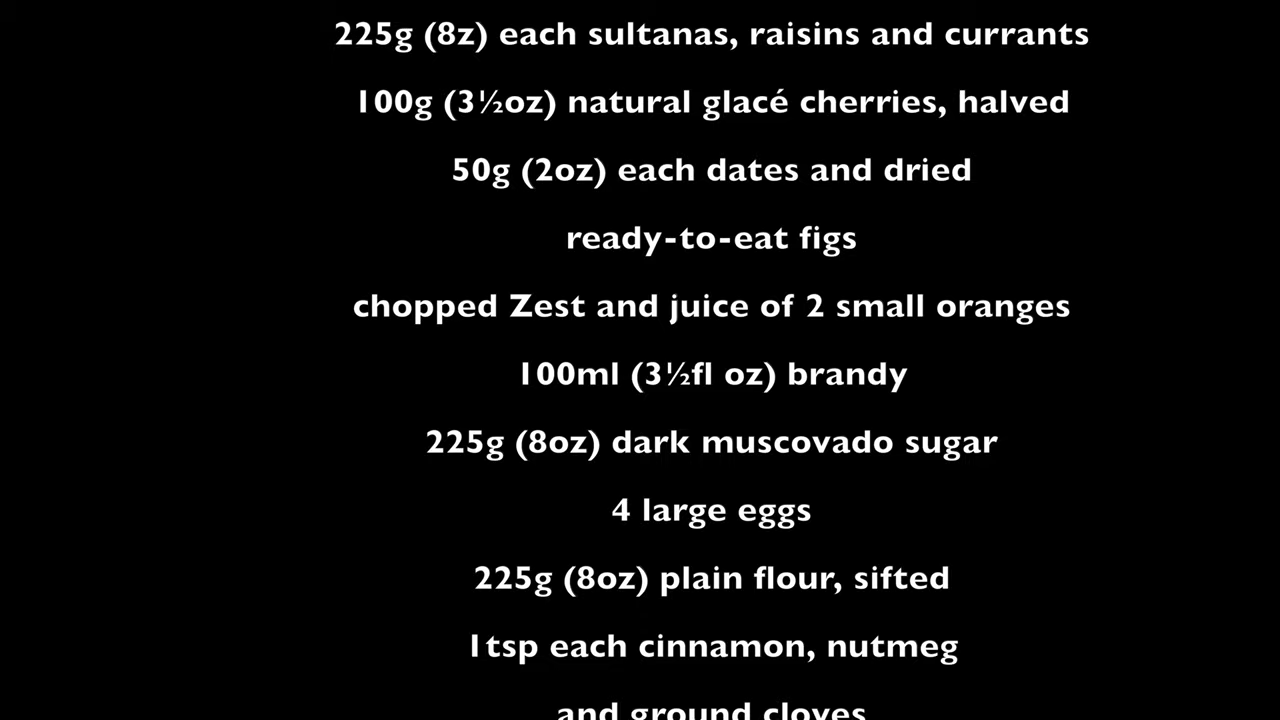 225g (8z) each sultanas, raisins and currants
100g (3½oz) natural glacé cherries, halved
50g (2oz) each dates and dried
ready-to-eat figs
chopped Zest and juice of 2 small oranges
100ml (3½fl oz) brandy
225g (8oz) dark muscovado sugar
4 large eggs
225g (8oz) plain flour, sifted
1tsp each cinnamon, nutmeg
and ground cloves